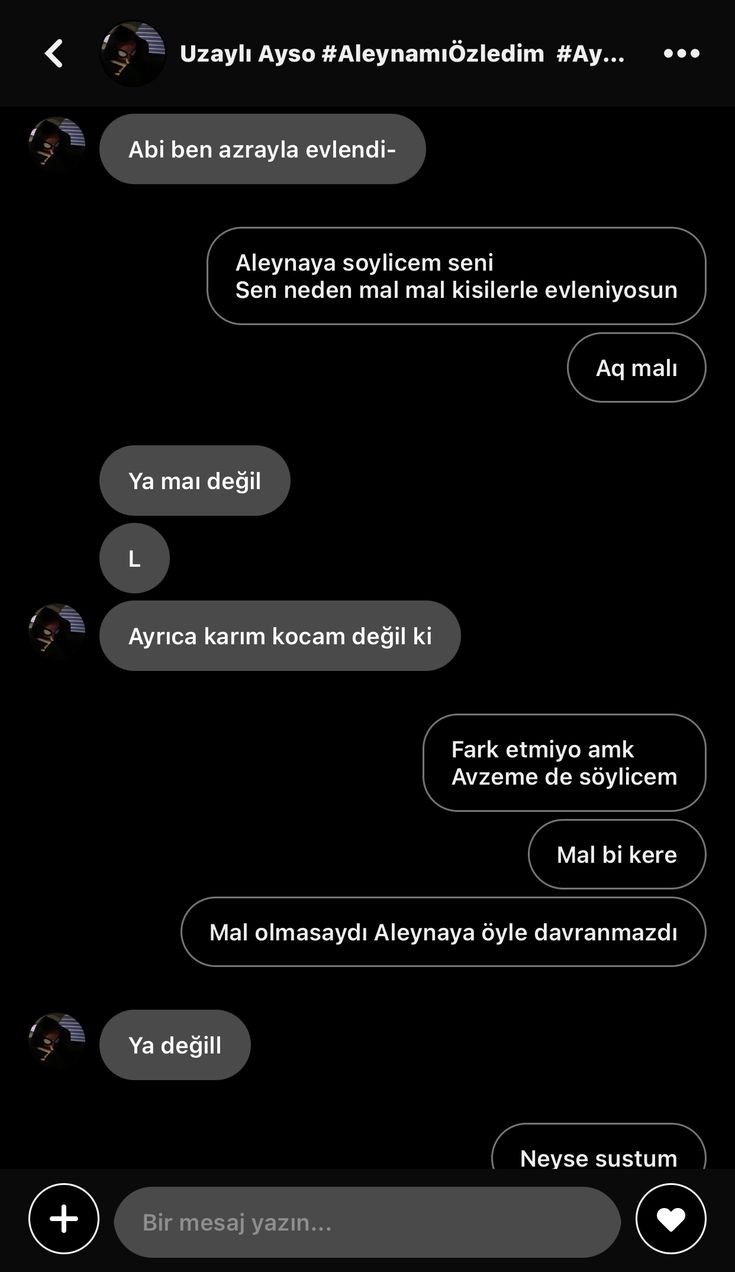 Uzaylı Ayso #AleynamıÖzledim #Ay...
Abi ben azrayla evlendi-
Aleynaya soylicem seni
Sen neden mal mal kisilerle evleniyosun
Aq malı
Ya maı değil
L
Ayrıca karım kocam değil ki
Fark etmiyo amk
Avzeme de söylicem
Mal bi kere
Mal olmasaydı Aleynaya öyle davranmazdı
Ya değill
Neyse sustum
Bir mesaj yazın...